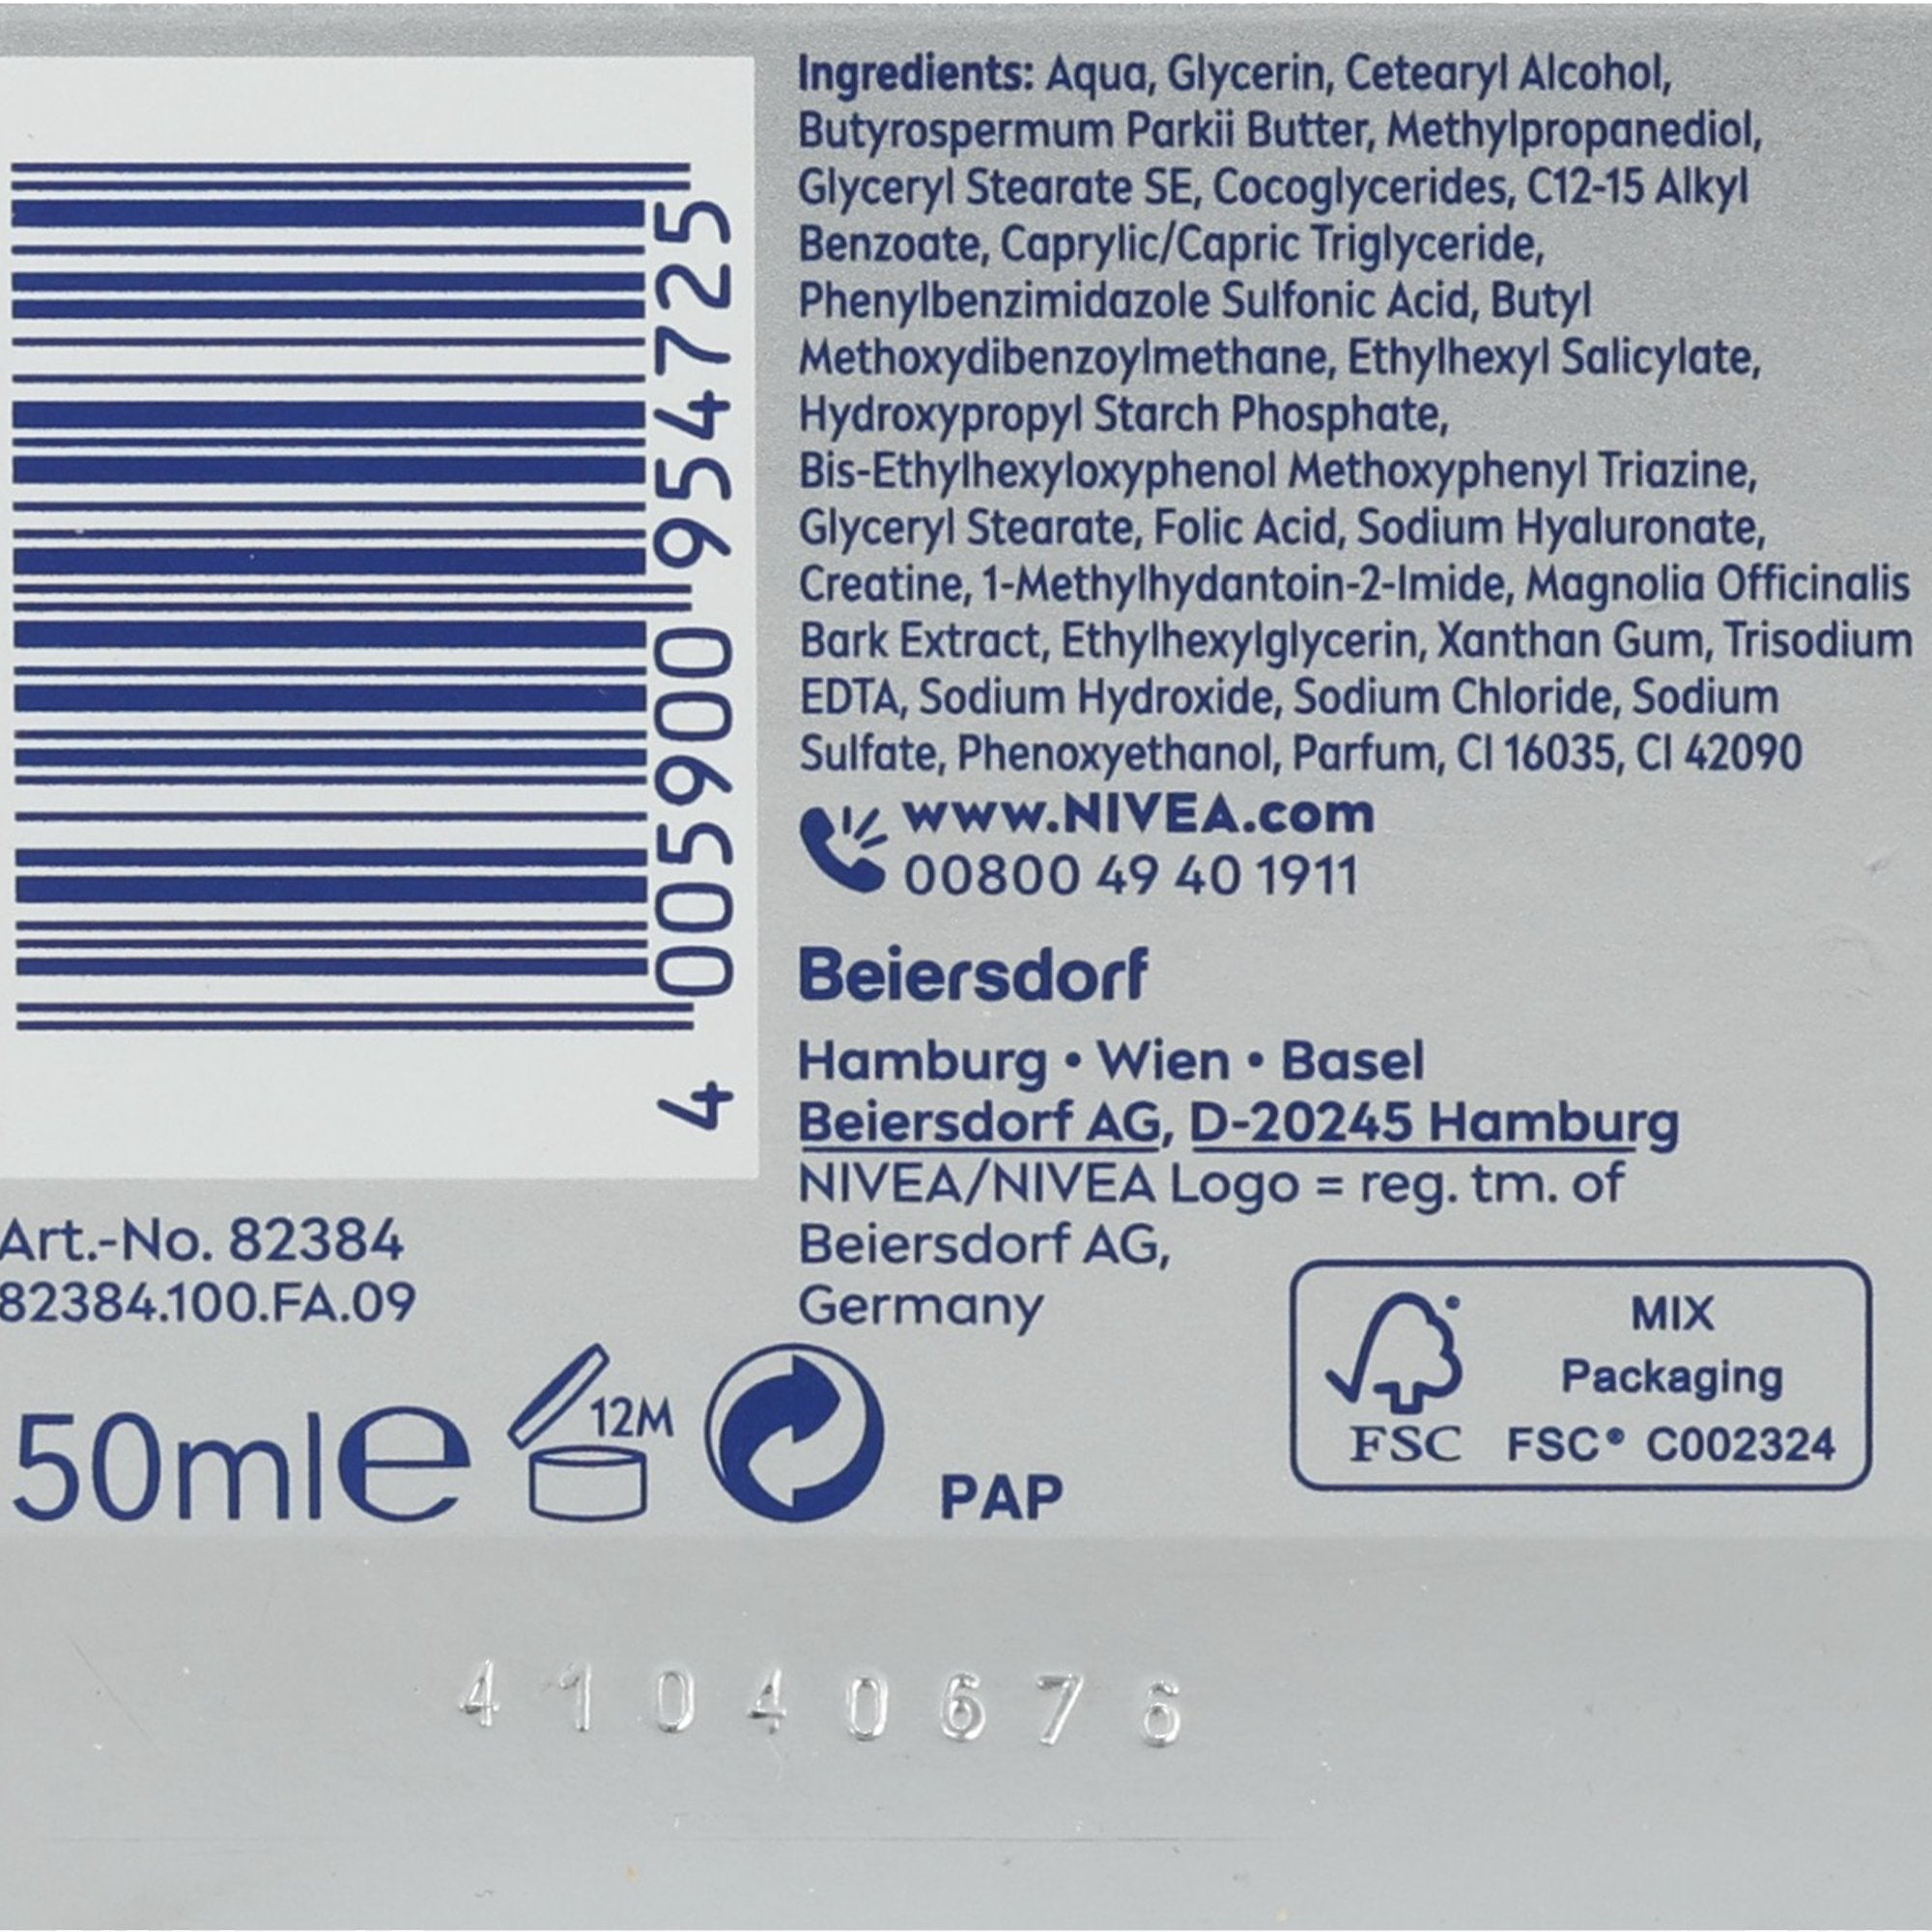 Ingredients: Aqua, Glycerin, Cetearyl Alcohol,
Butyrospermum Parkii Butter, Methylpropanediol,
Glyceryl Stearate SE, Cocoglycerides, C12-15 Alkyl
Benzoate, Caprylic/Capric Triglyceride,
Phenylbenzimidazole Sulfonic Acid, Butyl
Methoxydibenzoylmethane, Ethylhexyl Salicylate,
Hydroxypropyl Starch Phosphate,
Bis-Ethylhexyloxyphenol Methoxyphenyl Triazine,
Glyceryl Stearate, Folic Acid, Sodium Hyaluronate,
Creatine, 1-Methylhydantoin-2-Imide, Magnolia Officinalis
Bark Extract, Ethylhexylglycerin, Xanthan Gum, Trisodium
EDTA, Sodium Hydroxide, Sodium Chloride, Sodium
Sulfate, Phenoxyethanol, Parfum, CI 16035, CI 42090
www.NIVEA.com
00800 49 40 1911
Beiersdorf
Hamburg • Wien • Basel
Beiersdorf AG, D-20245 Hamburg
NIVEA/NIVEA Logo = reg. tm. of
Beiersdorf AG,
Germany
4 005900 954725
Art.-No. 82384
82384.100.FA.09
50ml e
12M
PAP
MIX
Packaging
FSC FSC® C002324
41040676